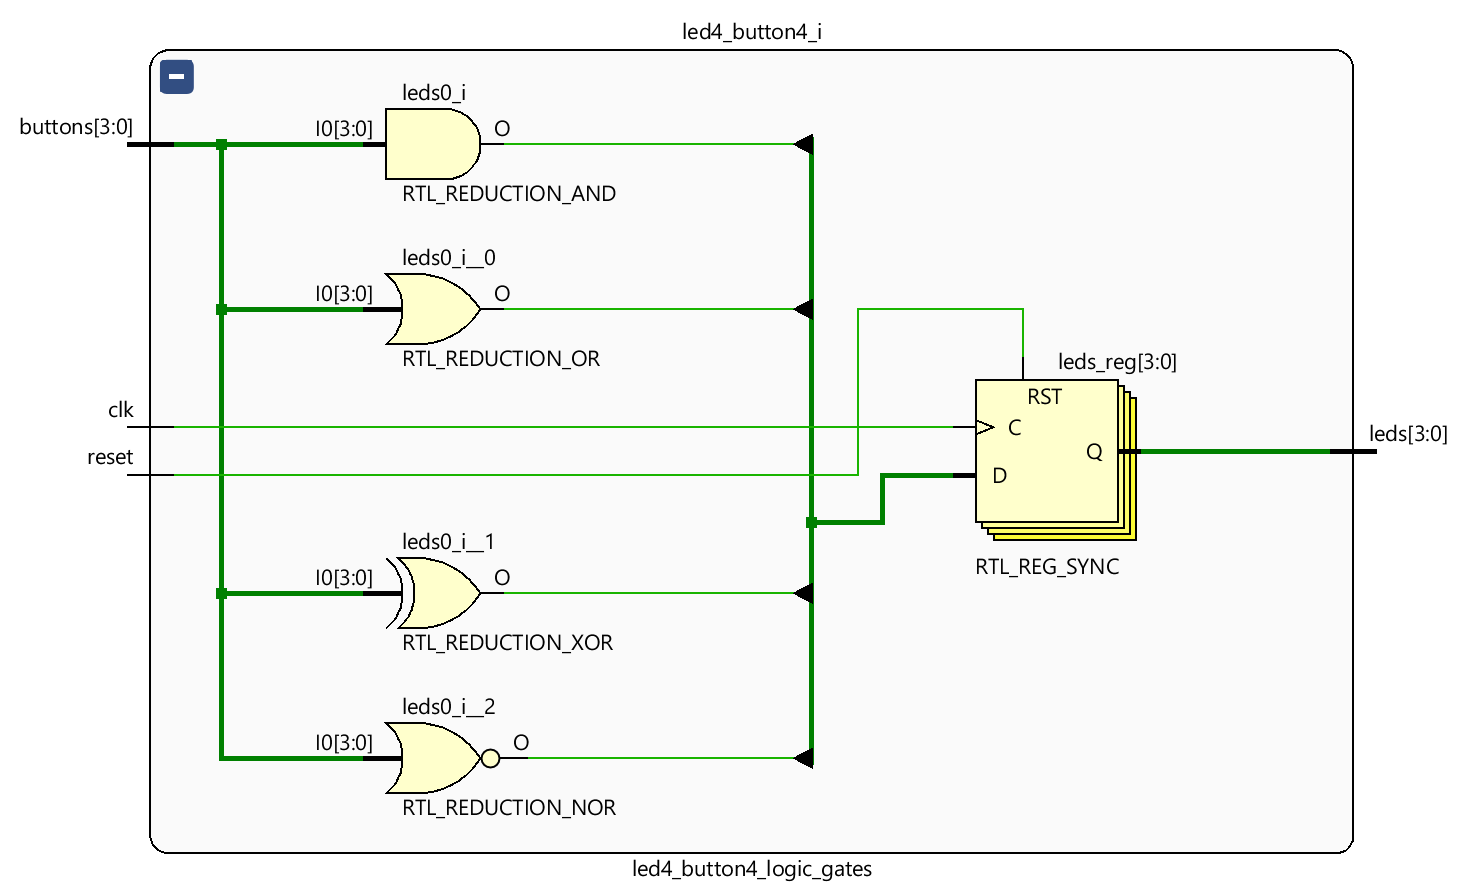 led4_button4_i
leds0_i
buttons[3:0]
I0[3:0]
O
RTL_REDUCTION_AND
leds0_i__0
I0[3:0]
O
RTL_REDUCTION_OR
leds_reg[3:0]
RST
clk
C
leds[3:0]
Q
reset
D
leds0_i__1
RTL_REG_SYNC
I0[3:0]
O
RTL_REDUCTION_XOR
leds0_i__2
I0[3:0]
O
RTL_REDUCTION_NOR
led4_button4_logic_gates